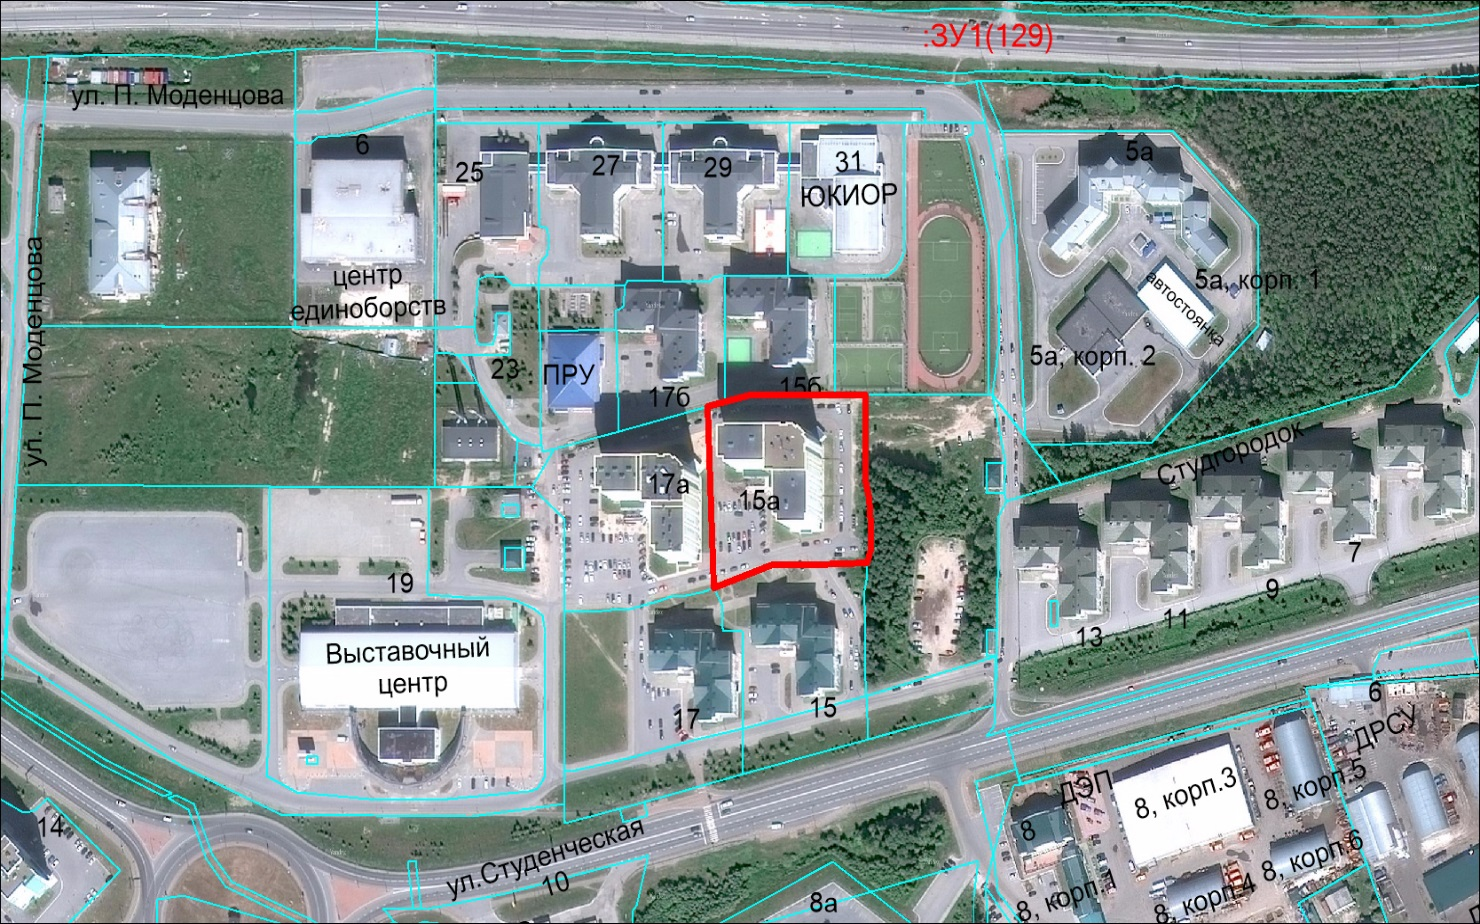 :ЗУ1(129)
ул. П. Моденцова
6
5а
25
27
29
31
ЮКИОР
ул. П. Моденцова
центр
единоборств
5а, корп. 1
автостоянка
23
ПРУ
17б
15б
5а, корп. 2
Студгородок
17а
15а
19
7
9
11
13
Выставочный
центр
17
15
6
ДРСУ
14
ДЭП
8
8, корп.3
8, корп.5
ул.Студенческая
10
8а
8, корп.1
8, корп.4
8, корп.6